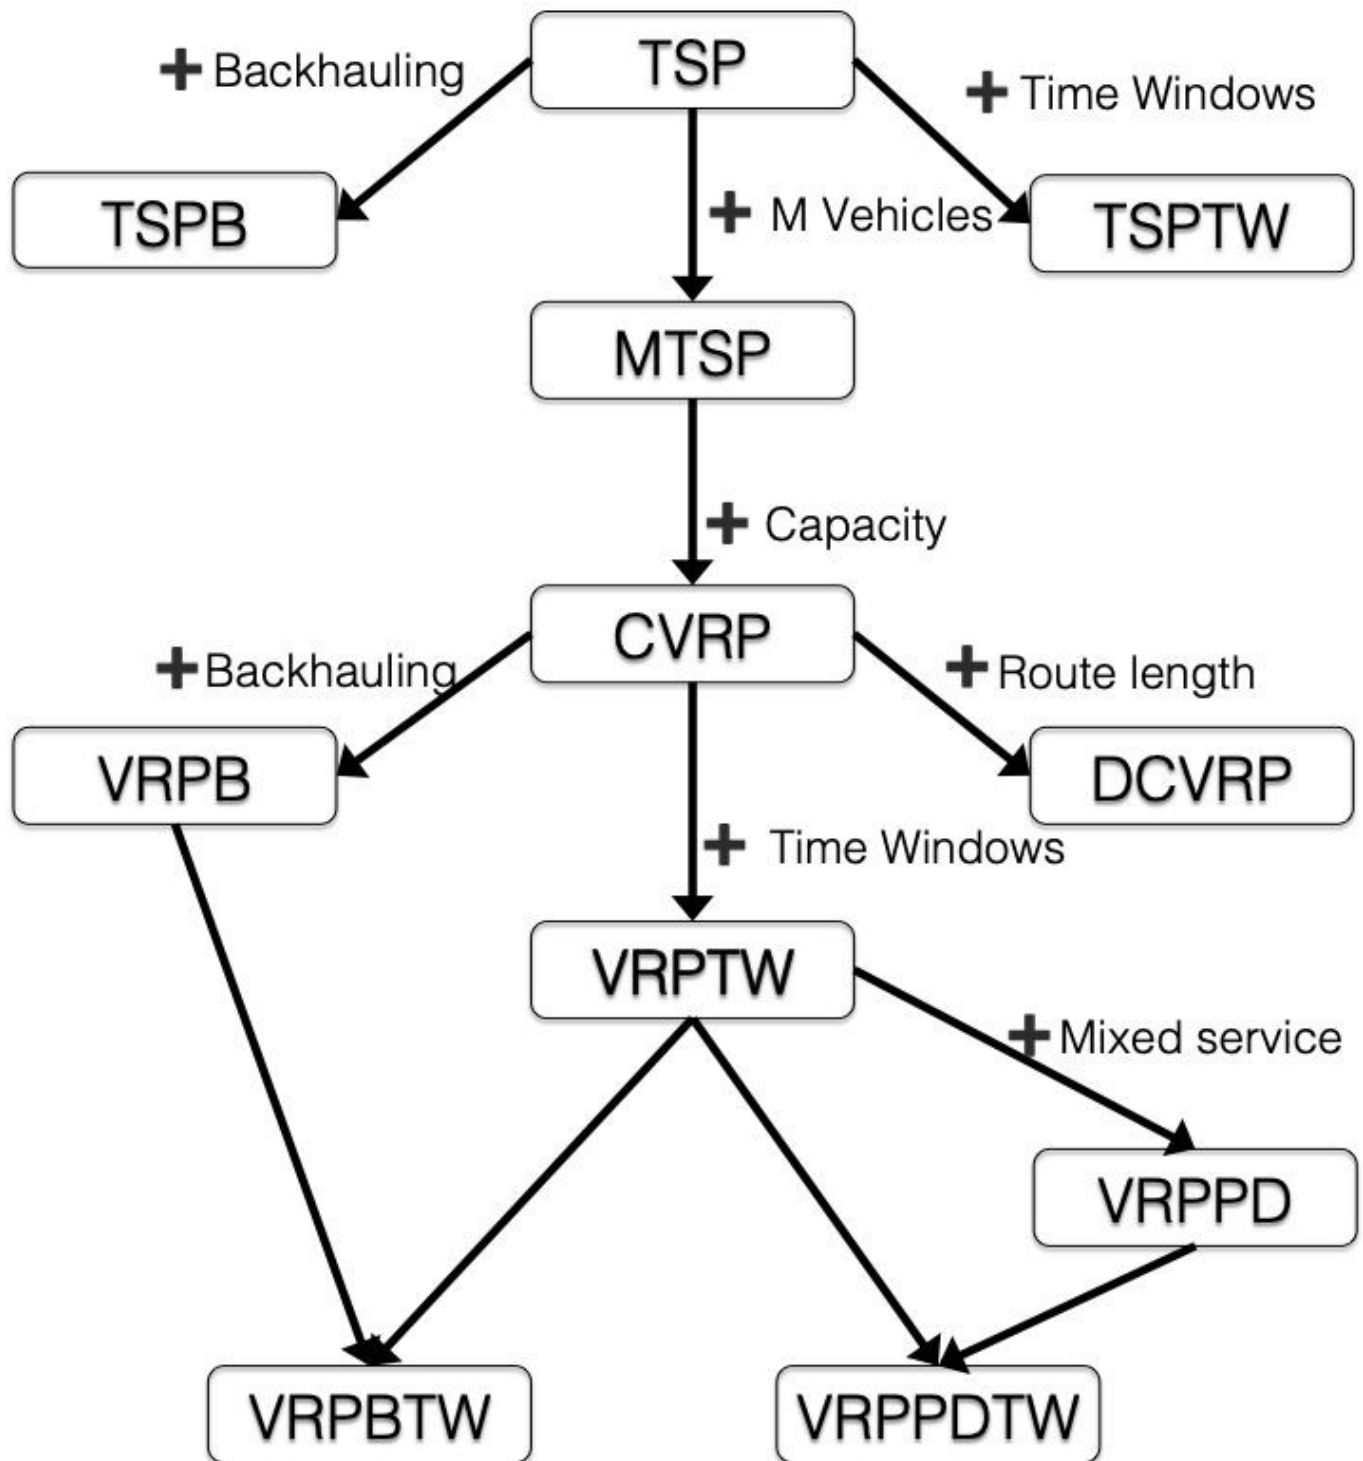 TSP
+ Backhauling
+ Time Windows
TSPB
+ M Vehicles
TSPTW
MTSP
+ Capacity
CVRP
+ Backhauling
+ Route length
VRPB
DCVRP
+ Time Windows
VRPTW
+ Mixed service
VRPPD
VRPBTW
VRPPDTW